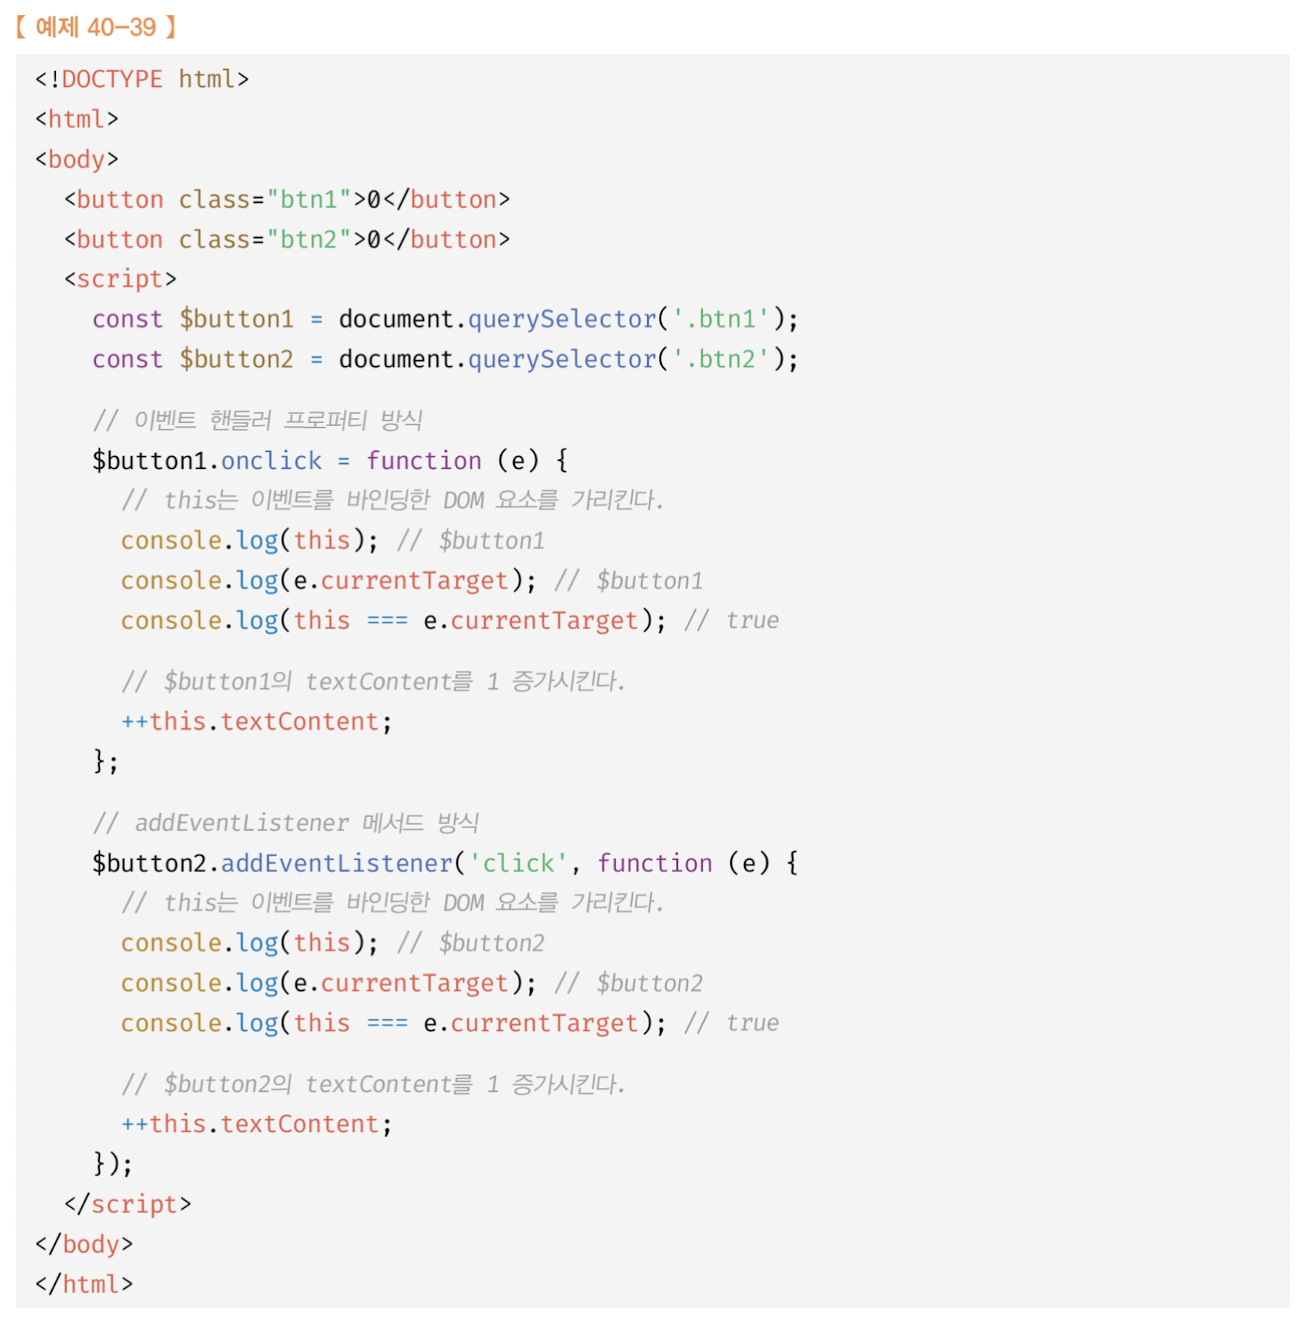 【 예제 40-39 】
<!DOCTYPE html>
<html>
<body>
  <button class="btn1">0</button>
  <button class="btn2">0</button>
  <script>
    const $button1 = document.querySelector('.btn1');
    const $button2 = document.querySelector('.btn2');

    // 이벤트 핸들러 프로퍼티 방식
    $button1.onclick = function (e) {
      // this는 이벤트를 바인딩한 DOM 요소를 가리킨다.
      console.log(this); // $button1
      console.log(e.currentTarget); // $button1
      console.log(this === e.currentTarget); // true

      // $button1의 textContent를 1 증가시킨다.
      ++this.textContent;
    };

    // addEventListener 메서드 방식
    $button2.addEventListener('click', function (e) {
      // this는 이벤트를 바인딩한 DOM 요소를 가리킨다.
      console.log(this); // $button2
      console.log(e.currentTarget); // $button2
      console.log(this === e.currentTarget); // true

      // $button2의 textContent를 1 증가시킨다.
      ++this.textContent;
    });
  </script>
</body>
</html>